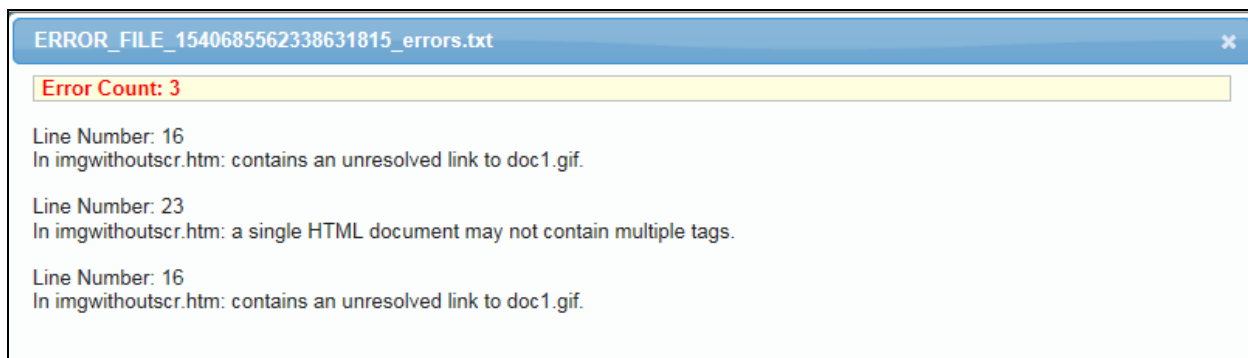 ERROR_FILE_1540685562338631815_errors.txt
Error Count: 3
Line Number: 16
In imgwithoutscr.htm: contains an unresolved link to doc1.gif.
Line Number: 23
In imgwithoutscr.htm: a single HTML document may not contain multiple tags.
Line Number: 16
In imgwithoutscr.htm: contains an unresolved link to doc1.gif.